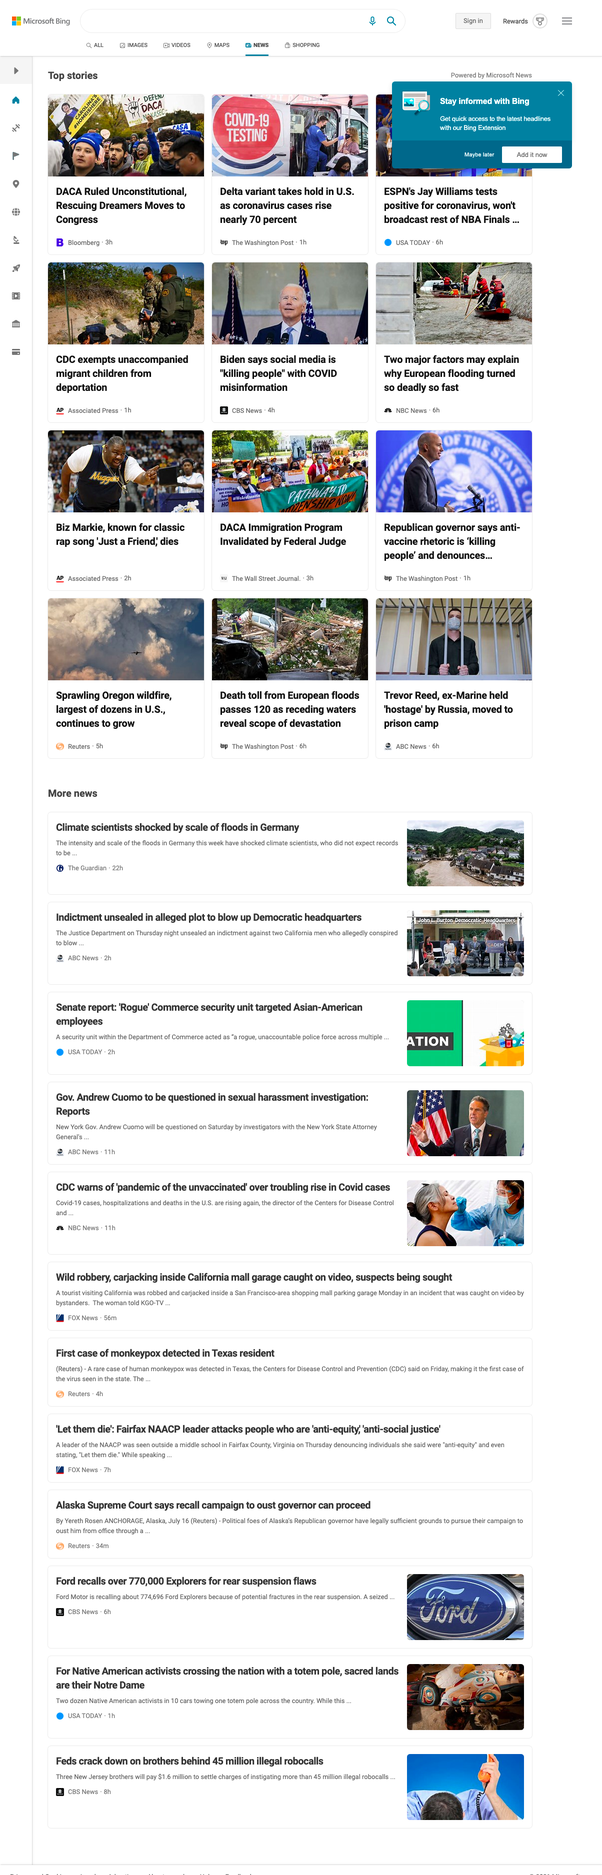 Microsoft Bing
Sign in
Rewards
ALL
IMAGES
VIDEOS
MAPS
NEWS
SHOPPING
Top stories
Powered by Microsoft News
Stay informed with Bing
Get quick access to the latest headlines
with our Bing Extension
Maybe later
Add it now
DEFEND
DACA
COVID-19
TESTING
DACA Ruled Unconstitutional,
Rescuing Dreamers Moves to
Congress
Bloomberg · 3h
Delta variant takes hold in U.S.
as coronavirus cases rise
nearly 70 percent
The Washington Post · 1h
ESPN's Jay Williams tests
positive for coronavirus, won't
broadcast rest of NBA Finals ...
USA TODAY · 6h
CDC exempts unaccompanied
migrant children from
deportation
AP Associated Press · 1h
Biden says social media is
"killing people" with COVID
misinformation
CBS News · 4h
Two major factors may explain
why European flooding turned
so deadly so fast
NBC News · 6h
Nuggets
PATHWAY TO
OF THE STATE
Biz Markie, known for classic
rap song 'Just a Friend,' dies
AP Associated Press · 2h
DACA Immigration Program
Invalidated by Federal Judge
The Wall Street Journal. · 3h
Republican governor says anti-
vaccine rhetoric is ‘killing
people’ and denounces...
The Washington Post · 1h
Sprawling Oregon wildfire,
largest of dozens in U.S.,
continues to grow
Reuters · 5h
Death toll from European floods
passes 120 as receding waters
reveal scope of devastation
The Washington Post · 6h
Trevor Reed, ex-Marine held
'hostage' by Russia, moved to
prison camp
ABC News · 6h
More news
Climate scientists shocked by scale of floods in Germany
The intensity and scale of the floods in Germany this week have shocked climate scientists, who did not expect records
to be ...
The Guardian · 22h
Indictment unsealed in alleged plot to blow up Democratic headquarters
The Justice Department on Thursday night unsealed an indictment against two California men who allegedly conspired
to blow ...
ABC News · 2h
John L. Burton Democratic Headquarters
Senate report: 'Rogue' Commerce security unit targeted Asian-American
employees
A security unit within the Department of Commerce acted as "a rogue, unaccountable police force across multiple ...
USA TODAY · 2h
ATION
Gov. Andrew Cuomo to be questioned in sexual harassment investigation:
Reports
New York Gov. Andrew Cuomo will be questioned on Saturday by investigators with the New York State Attorney
General's ...
ABC News · 11h
CDC warns of 'pandemic of the unvaccinated' over troubling rise in Covid cases
Covid-19 cases, hospitalizations and deaths in the U.S. are rising again, the director of the Centers for Disease Control
and ...
NBC News · 11h
Wild robbery, carjacking inside California mall garage caught on video, suspects being sought
A tourist visiting California was robbed and carjacked inside a San Francisco-area shopping mall parking garage Monday in an incident that was caught on video by
bystanders. The woman told KGO-TV ...
FOX News · 56m
First case of monkeypox detected in Texas resident
(Reuters) - A rare case of human monkeypox was detected in Texas, the Centers for Disease Control and Prevention (CDC) said on Friday, making it the first case of
the virus seen in the state. The ...
Reuters · 4h
'Let them die': Fairfax NAACP leader attacks people who are 'anti-equity,' 'anti-social justice'
A leader of the NAACP was seen outside a middle school in Fairfax County, Virginia on Thursday denouncing individuals she said were "anti-equity" and even
stating, "Let them die." While speaking ...
FOX News · 7h
Alaska Supreme Court says recall campaign to oust governor can proceed
By Yereth Rosen ANCHORAGE, Alaska, July 16 (Reuters) - Political foes of Alaska's Republican governor have legally sufficient grounds to pursue their campaign to
oust him from office through a ...
Reuters · 34m
Ford recalls over 770,000 Explorers for rear suspension flaws
Ford Motor is recalling about 774,696 Ford Explorers because of potential fractures in the rear suspension. A seized ...
CBS News · 6h
Ford
For Native American activists crossing the nation with a totem pole, sacred lands
are their Notre Dame
Two dozen Native American activists in 10 cars towing one totem pole across the country. While this ...
USA TODAY · 1h
Feds crack down on brothers behind 45 million illegal robocalls
Three New Jersey brothers will pay $1.6 million to settle charges of instigating more than 45 million illegal robocalls ...
CBS News · 8h